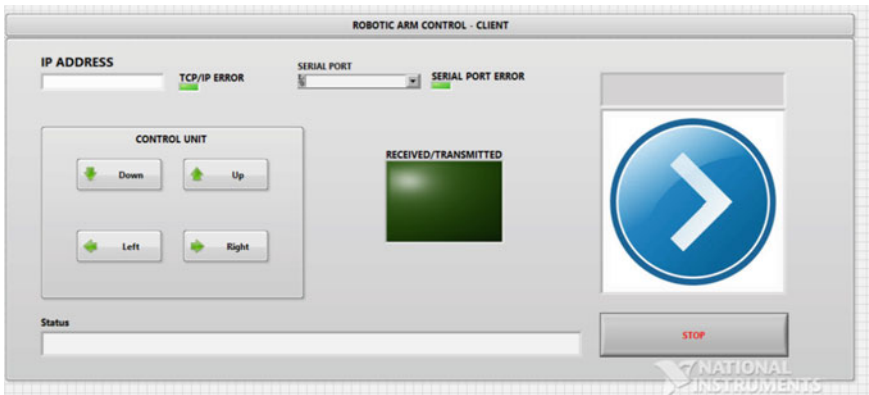 ROBOTIC ARM CONTROL - CLIENT
IP ADDRESS
TCP/IP ERROR
SERIAL PORT
SERIAL PORT ERROR
CONTROL UNIT
Down
Up
Left
Right
RECEIVED/TRANSMITTED
Status
STOP
NATIONAL
INSTRUMENTS